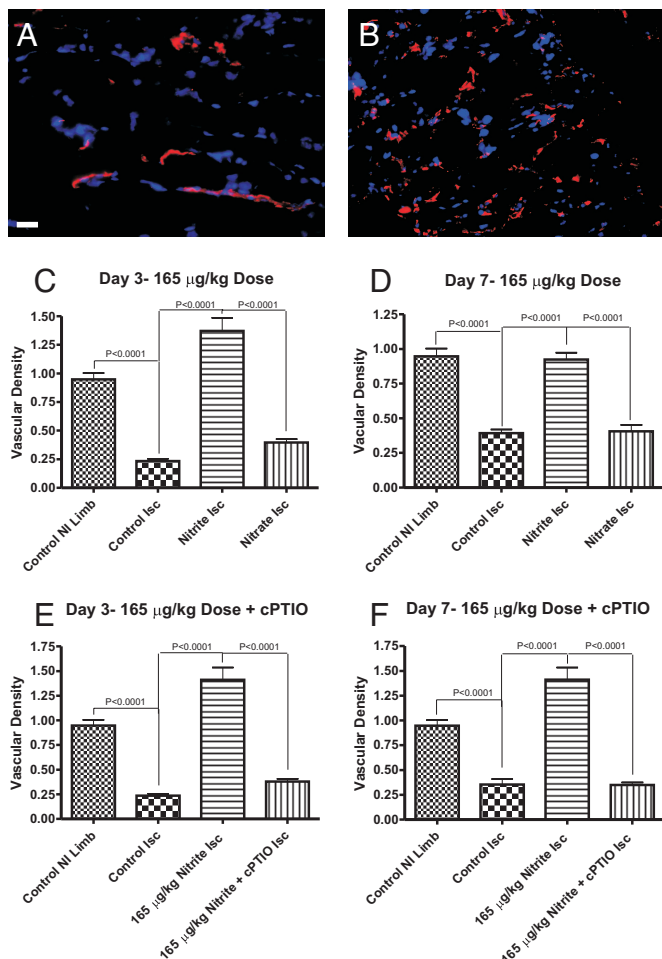 A
B
C
Day 3- 165 μg/kg Dose
Vascular Density
1.50
1.25
1.00
0.75
0.50
0.25
0.00
P<0.0001
P<0.0001
P<0.0001
Control NI Limb
Control Isc
Nitrite Isc
Nitrate Isc
D
Day 7- 165 μg/kg Dose
Vacular Density
1.25
1.00
0.75
0.50
0.25
0.00
P<0.0001
P<0.0001
P<0.0001
Control NI Limb
Control Isc
Nitrite Isc
Nitrate Isc
E
Day 3- 165 μg/kg Dose + cPTIO
Vascular Density
1.75
1.50
1.25
1.00
0.75
0.50
0.25
0.00
P<0.0001
P<0.0001
P<0.0001
Control NI Limb
Control Isc
165 μg/kg Nitrite Isc
165 μg/kg Nitrite + cPTIO Isc
F
Day 7- 165 μg/kg Dose + cPTIO
Vascular Density
1.75
1.50
1.25
1.00
0.75
0.50
0.25
0.00
P<0.0001
P<0.0001
P<0.0001
Control NI Limb
Control Isc
165 μg/kg Nitrite Isc
165 μg/kg Nitrite + cPTIO Isc